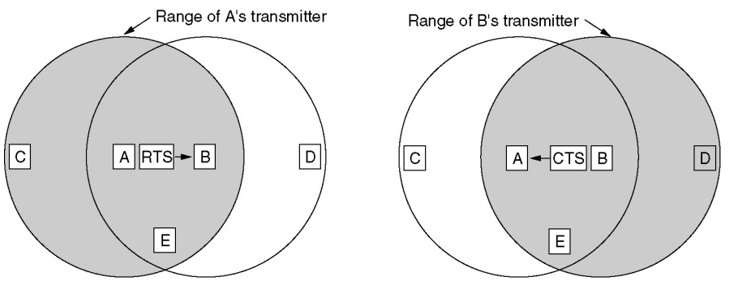 Range of A's transmitter
C
A RTS B
D
E
Range of B's transmitter
C
A CTS B
D
E